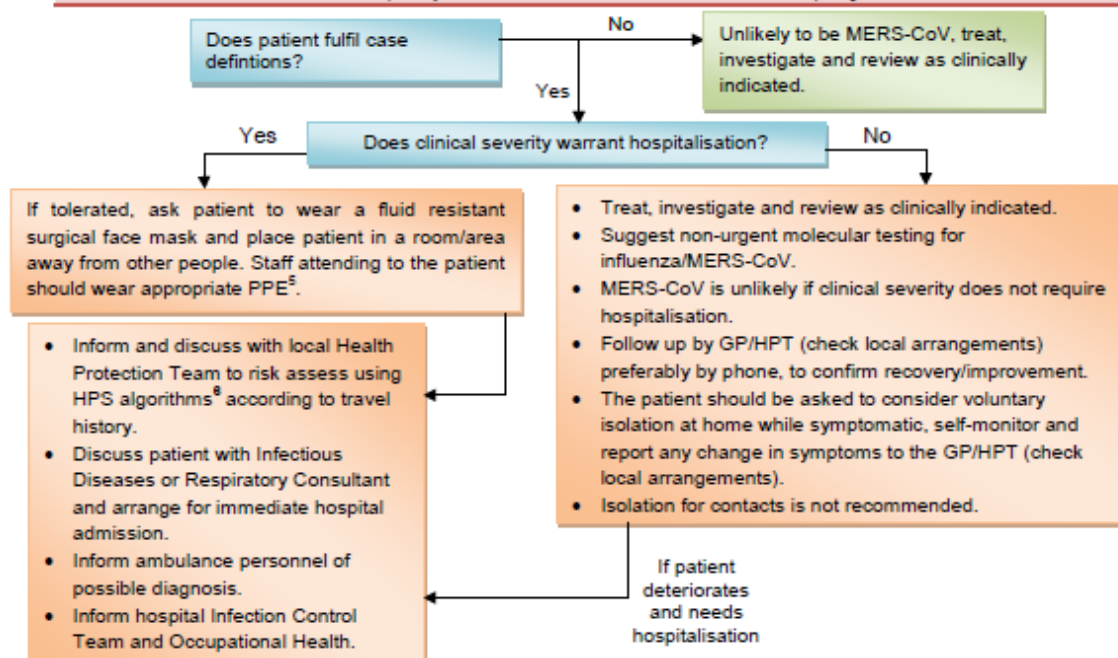 Does patient fulfil case
defintions?
No
Unlikely to be MERS-CoV, treat,
investigate and review as clinically
indicated.
Yes
Does clinical severity warrant hospitalisation?
Yes
No
If tolerated, ask patient to wear a fluid resistant
surgical face mask and place patient in a room/area
away from other people. Staff attending to the patient
should wear appropriate PPE⁵.
• Inform and discuss with local Health
Protection Team to risk assess using
HPS algorithms⁶ according to travel
history.
• Discuss patient with Infectious
Diseases or Respiratory Consultant
and arrange for immediate hospital
admission.
• Inform ambulance personnel of
possible diagnosis.
• Inform hospital Infection Control
Team and Occupational Health.
• Treat, investigate and review as clinically indicated.
• Suggest non-urgent molecular testing for
influenza/MERS-CoV.
• MERS-CoV is unlikely if clinical severity does not require
hospitalisation.
• Follow up by GP/HPT (check local arrangements)
preferably by phone, to confirm recovery/improvement.
• The patient should be asked to consider voluntary
isolation at home while symptomatic, self-monitor and
report any change in symptoms to the GP/HPT (check
local arrangements).
• Isolation for contacts is not recommended.
If patient
deteriorates
and needs
hospitalisation